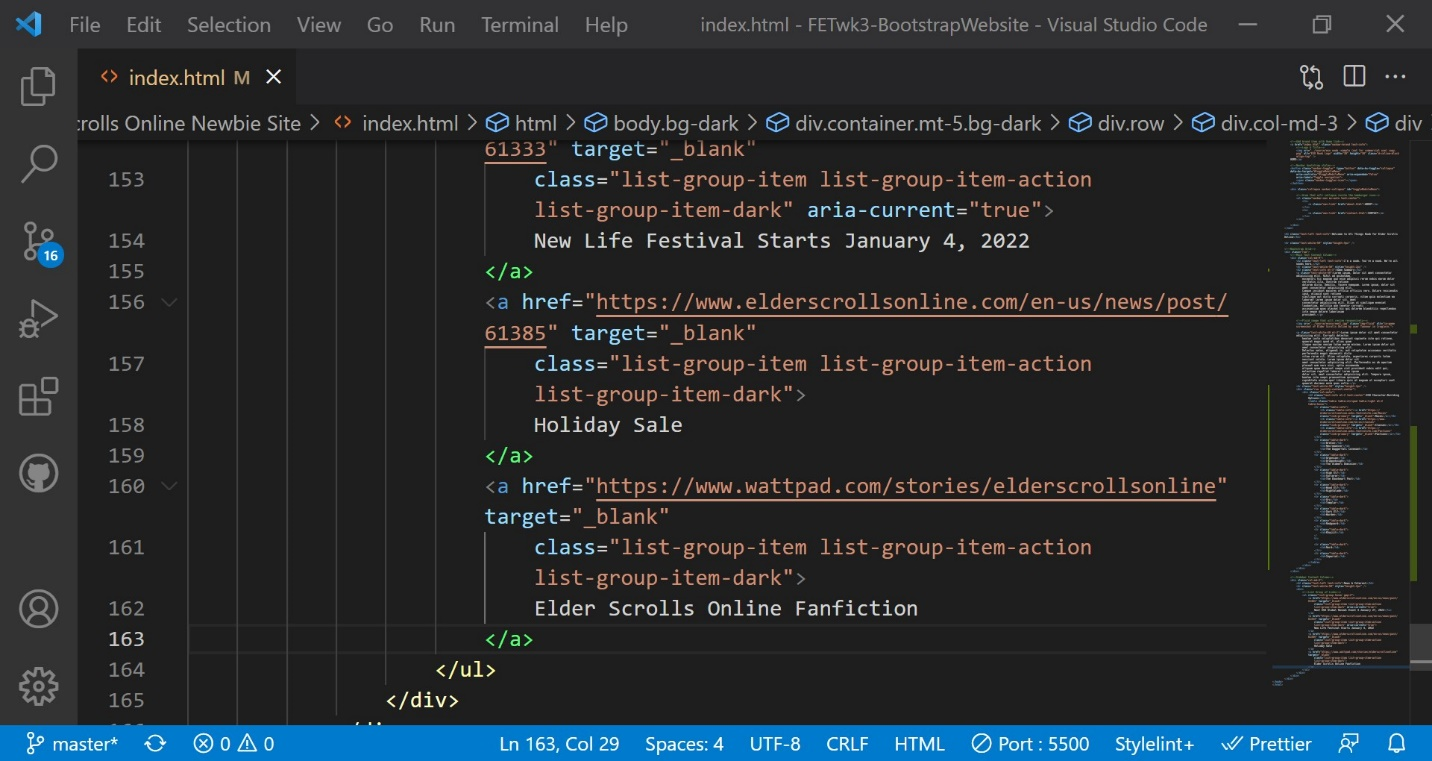 File Edit Selection View Go Run Terminal Help index.html - FETwk3-BootstrapWebsite - Visual Studio Code
index.html M
crolls Online Newbie Site > index.html > html > body.bg-dark > div.container.mt-5.bg-dark > div.row > div.col-md-3 > div
61333" target="_blank"
153 class="list-group-item list-group-item-action
list-group-item-dark" aria-current="true">
154 New Life Festival Starts January 4, 2022
155 </a>
156 <a href="https://www.elderscrollsonline.com/en-us/news/post/
61385" target="_blank"
157 class="list-group-item list-group-item-action
list-group-item-dark">
158 Holiday Sale
159 </a>
160 <a href="https://www.wattpad.com/stories/elderscrollsonline"
target="_blank"
161 class="list-group-item list-group-item-action
list-group-item-dark">
162 Elder Scrolls Online Fanfiction
163 </a>
164 </ul>
165 </div>
16
master* 0 0 Ln 163, Col 29 Spaces: 4 UTF-8 CRLF HTML Port : 5500 Stylelint+ Prettier